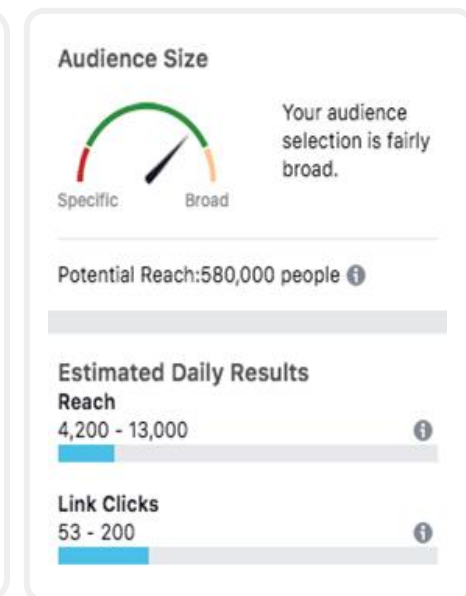 Audience Size
Your audience
selection is fairly
broad.
Specific
Broad
Potential Reach:580,000 people
Estimated Daily Results
Reach
4,200 - 13,000
Link Clicks
53 - 200